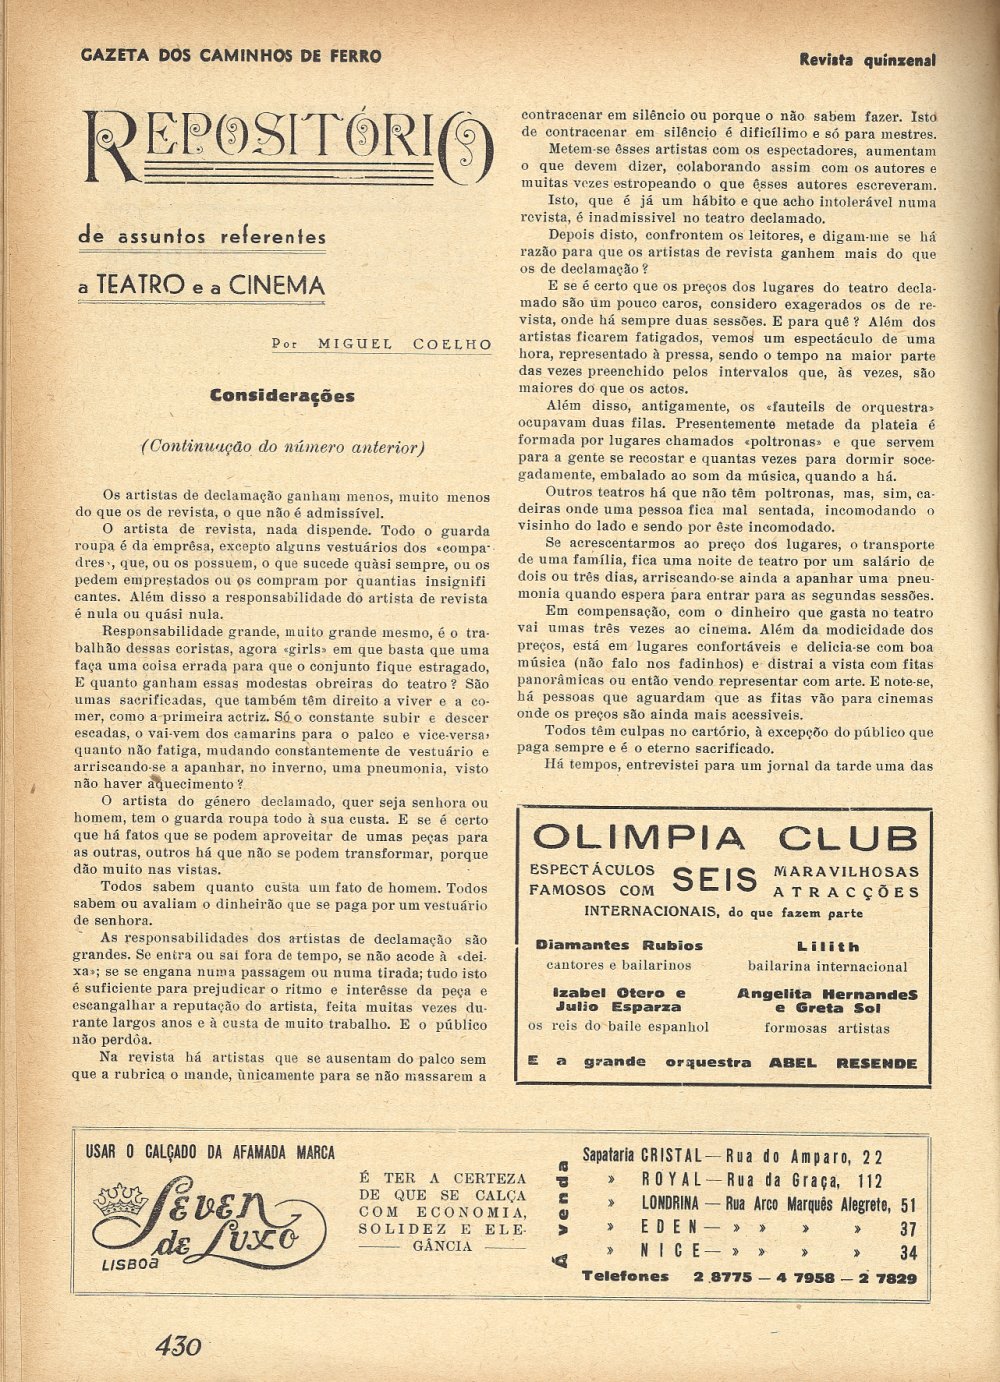 GAZETA DOS CAMINHOS DE FERRO
Revista quinzenal
REPOSITÓRIO
de assuntos referentes
a TEATRO e a CINEMA
Por MIGUEL COELHO
Considerações
(Continuação do número anterior)
Os artistas de declamação ganham menos, muito menos
do que os de revista, o que não é admissível.
O artista de revista, nada dispende. Todo o guarda
roupa é da emprêsa, excepto alguns vestuários dos «compa-
dres», que, ou os possuem, o que sucede quàsi sempre, ou os
pedem emprestados ou os compram por quantias insignifi
cantes. Além disso a responsabilidade do artista de revista
é nula ou quási nula.
Responsabilidade grande, muito grande mesmo, é o tra-
balhão dessas coristas, agora «girls» em que basta que uma
faça uma coisa errada para que o conjunto fique estragado,
E quanto ganham essas modestas obreiras do teatro? São
umas sacrificadas, que também têm direito a viver e a co-
mer, como a primeira actriz. Só o constante subir e descer
escadas, o vai-vem dos camarins para o palco e vice-versa,
quanto não fatiga, mudando constantemente de vestuário e
arriscando-se a apanhar, no inverno, uma pneumonia, visto
não haver aquecimento?
O artista do género declamado, quer seja senhora ou
homem, tem o guarda roupa todo à sua custa. E se é certo
que há fatos que se podem aproveitar de umas peças para
as outras, outros há que não se podem transformar, porque
dão muito nas vistas.
Todos sabem quanto custa um fato de homem. Todos
sabem ou avaliam o dinheirão que se paga por um vestuário
de senhora.
As responsabilidades dos artistas de declamação são
grandes. Se entra ou sai fora de tempo, se não acode à «dei-
xa»; se se engana numa passagem ou numa tirada; tudo isto
é suficiente para prejudicar o ritmo e interêsse da peça e
escangalhar a reputação do artista, feita muitas vezes du-
rante largos anos e à custa de muito trabalho. E o público
não perdôa.
Na revista há artistas que se ausentam do palco sem
que a rubrica o mande, ùnicamente para se não massarem a
contracenar em silêncio ou porque o não sabem fazer. Isto
de contracenar em silêncio é dificílimo e só para mestres.
Metem-se êsses artistas com os espectadores, aumentam
o que devem dizer, colaborando assim com os autores e
muitas vezes estropeando o que êsses autores escreveram.
Isto, que é já um hábito e que acho intolerável numa
revista, é inadmissivel no teatro declamado.
Depois disto, confrontem os leitores, e digam-me se há
razão para que os artistas de revista ganhem mais do que
os de declamação?
E se é certo que os preços dos lugares do teatro decla-
mado são um pouco caros, considero exagerados os de re-
vista, onde há sempre duas sessões. E para quê? Além dos
artistas ficarem fatigados, vemos um espectáculo de uma
hora, representado à pressa, sendo o tempo na maior parte
das vezes preenchido pelos intervalos que, às vezes, são
maiores do que os actos.
Além disso, antigamente, os «fauteils de orquestra»
ocupavam duas filas. Presentemente metade da plateia é
formada por lugares chamados «poltronas» e que servem
para a gente se recostar e quantas vezes para dormir soce-
gadamente, embalado ao som da música, quando a há.
Outros teatros há que não têm poltronas, mas, sim, ca-
deiras onde uma pessoa fica mal sentada, incomodando o
visinho do lado e sendo por êste incomodado.
Se acrescentarmos ao preço dos lugares, o transporte
de uma família, fica uma noite de teatro por um salário de
dois ou três dias, arriscando-se ainda a apanhar uma pneu-
monia quando espera para entrar para as segundas sessões.
Em compensação, com o dinheiro que gasta no teatro
vai umas três vezes ao cinema. Além da modicidade dos
preços, está em lugares confortáveis e delicia-se com boa
música (não falo nos fadinhos) e distrai a vista com fitas
panorâmicas ou então vendo representar com arte. E note-se,
há pessoas que aguardam que as fitas vão para cinemas
onde os preços são ainda mais acessiveis.
Todos têm culpas no cartório, à excepção do público que
paga sempre e é o eterno sacrificado.
Há tempos, entrevistei para um jornal da tarde uma das
OLIMPIA CLUB
ESPECTÁCULOS FAMOSOS COM SEIS MARAVILHOSAS ATRACÇÕES
INTERNACIONAIS, do que fazem parte
Diamantes Rubios
cantores e bailarinos
Lilith
bailarina internacional
Izabel Otero e
Julio Esparza
os reis do baile espanhol
Angelita HernandeS
e Greta Sol
formosas artistas
E a grande orquestra ABEL RESENDE
USAR O CALÇADO DA AFAMADA MARCA
Seven
de Luxo
LISBOA
É TER A CERTEZA
DE QUE SE CALÇA
COM ECONOMIA,
SOLIDEZ E ELE-
GÂNCIA
Á venda
Sapataria CRISTAL — Rua do Amparo, 22
» ROYAL — Rua da Graça, 112
» LONDRINA — Rua Arco Marquês Alegrete, 51
» EDEN — » » » » 37
» NICE — » » » » 34
Telefones 2 8775 — 4 7958 — 2 7829
430